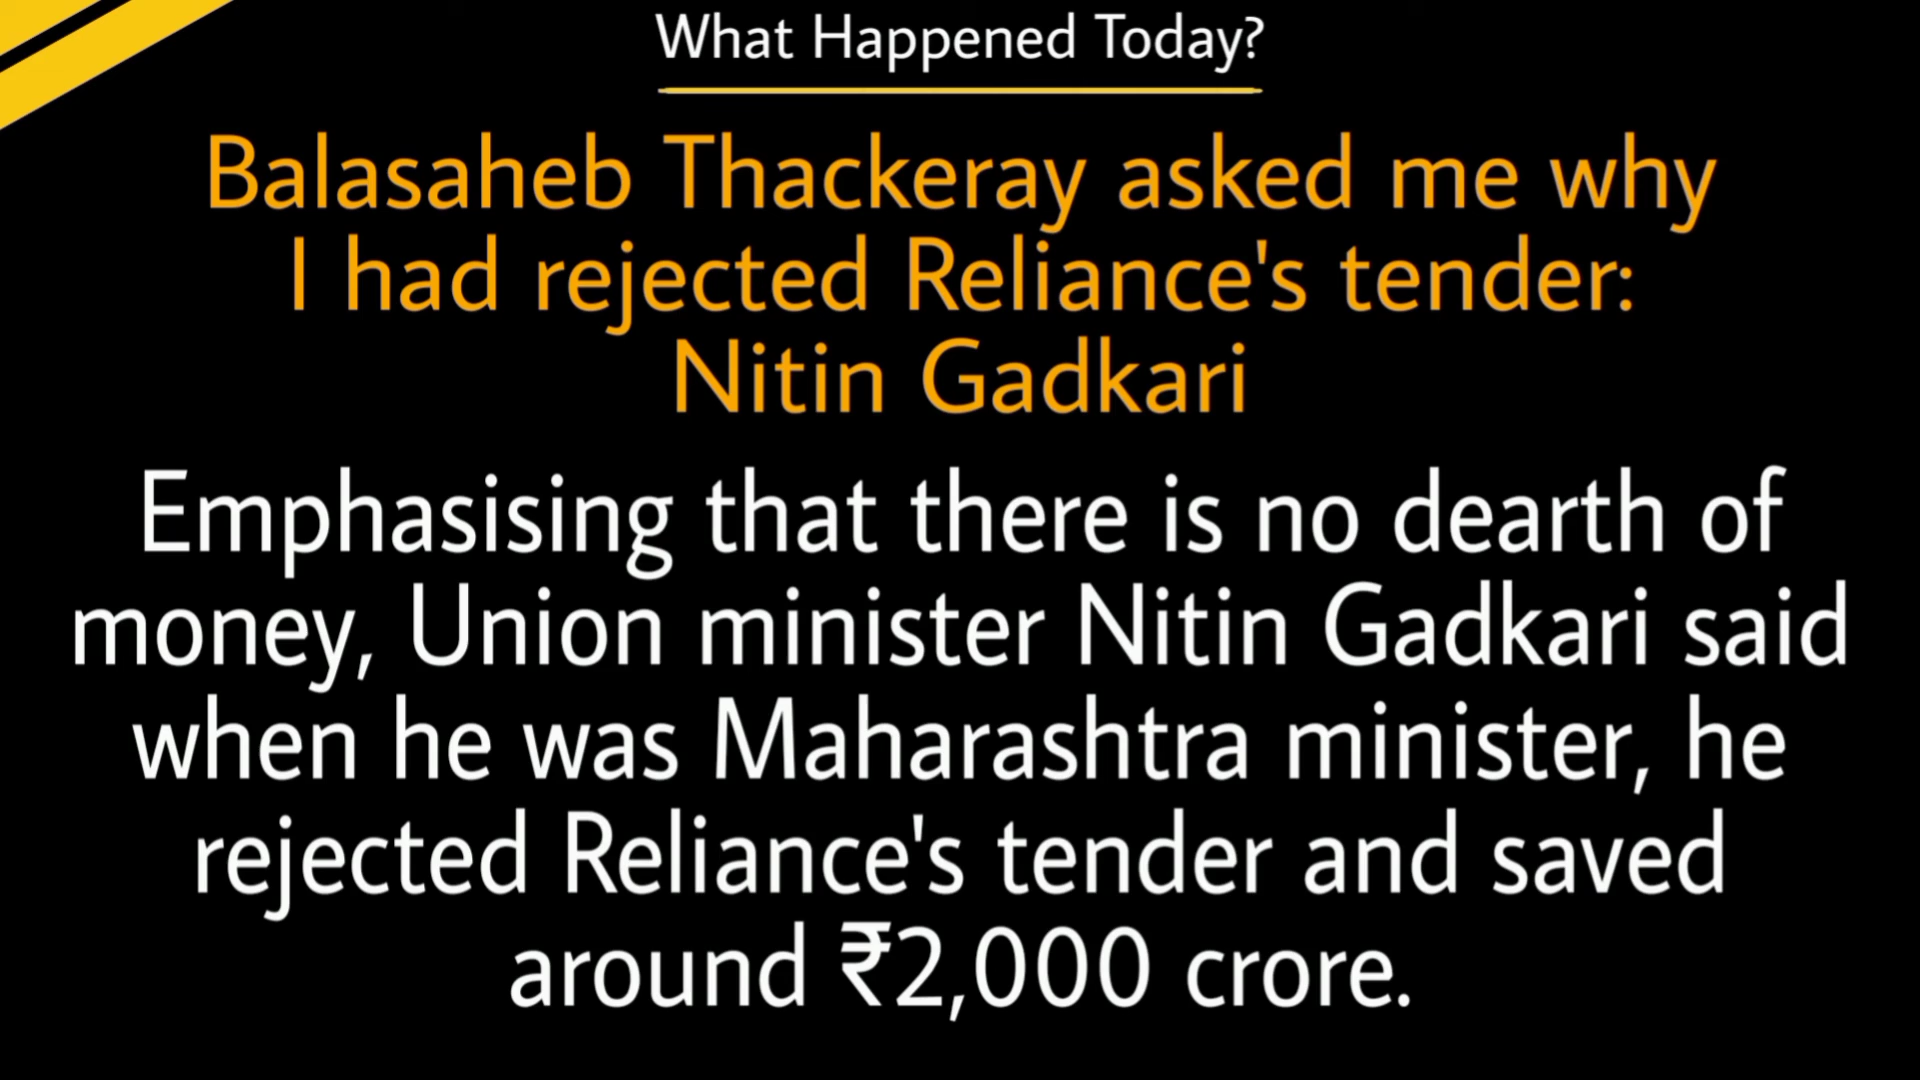 What Happened Today?
Balasaheb Thackeray asked me why
I had rejected Reliance's tender:
Nitin Gadkari
Emphasising that there is no dearth of
money, Union minister Nitin Gadkari said
when he was Maharashtra minister, he
rejected Reliance's tender and saved
around ₹2,000 crore.